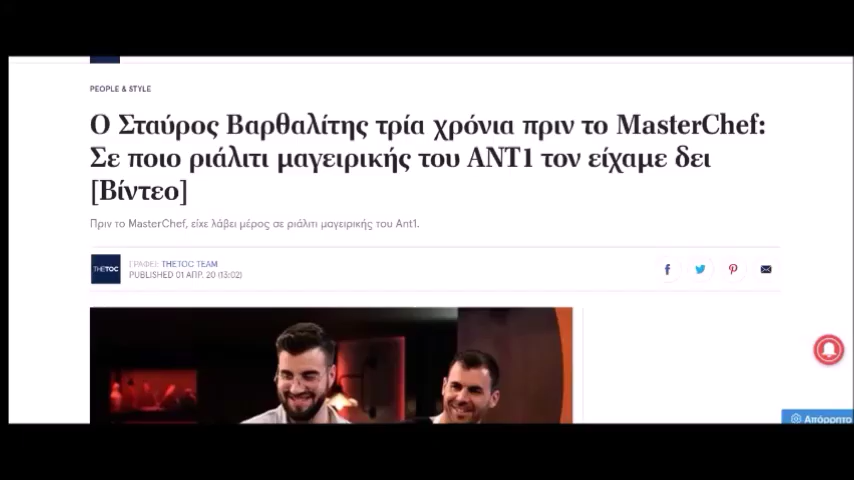 PEOPLE & STYLE
Ο Σταύρος Βαρθαλίτης τρία χρόνια πριν το MasterChef:
Σε ποιο ριάλιτι μαγειρικής του ΑΝΤ1 τον είχαμε δει
[Βίντεο]
Πριν το MasterChef, είχε λάβει μέρος σε ριάλιτι μαγειρικής του Ant1.
THETOC
ΓΡΑΦΕΙ: THETOC TEAM
PUBLISHED 01 ΑΠΡ. 20 (13:02)
Απόρρητο